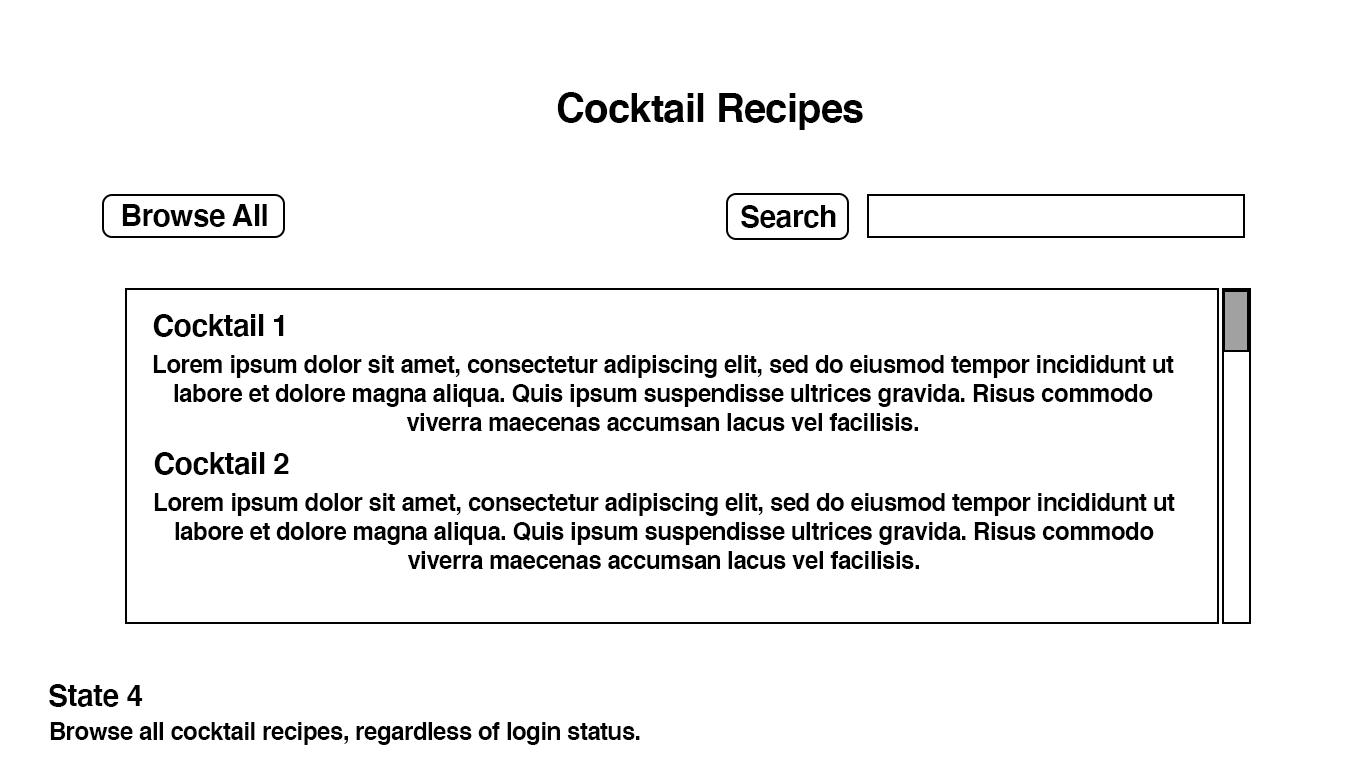 Cocktail Recipes
Browse All
Search
Cocktail 1
Lorem ipsum dolor sit amet, consectetur adipiscing elit, sed do eiusmod tempor incididunt ut
labore et dolore magna aliqua. Quis ipsum suspendisse ultrices gravida. Risus commodo
viverra maecenas accumsan lacus vel facilisis.
Cocktail 2
Lorem ipsum dolor sit amet, consectetur adipiscing elit, sed do eiusmod tempor incididunt ut
labore et dolore magna aliqua. Quis ipsum suspendisse ultrices gravida. Risus commodo
viverra maecenas accumsan lacus vel facilisis.
State 4
Browse all cocktail recipes, regardless of login status.